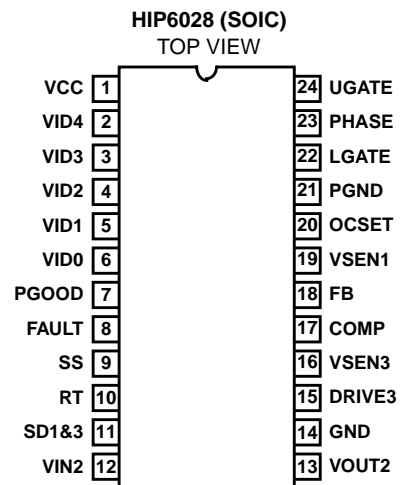 HIP6028 (SOIC)
TOP VIEW
VCC 1 24 UGATE
VID4 2 23 PHASE
VID3 3 22 LGATE
VID2 4 21 PGND
VID1 5 20 OCSET
VID0 6 19 VSEN1
PGOOD 7 18 FB
FAULT 8 17 COMP
SS 9 16 VSEN3
RT 10 15 DRIVE3
SD1&3 11 14 GND
VIN2 12 13 VOUT2